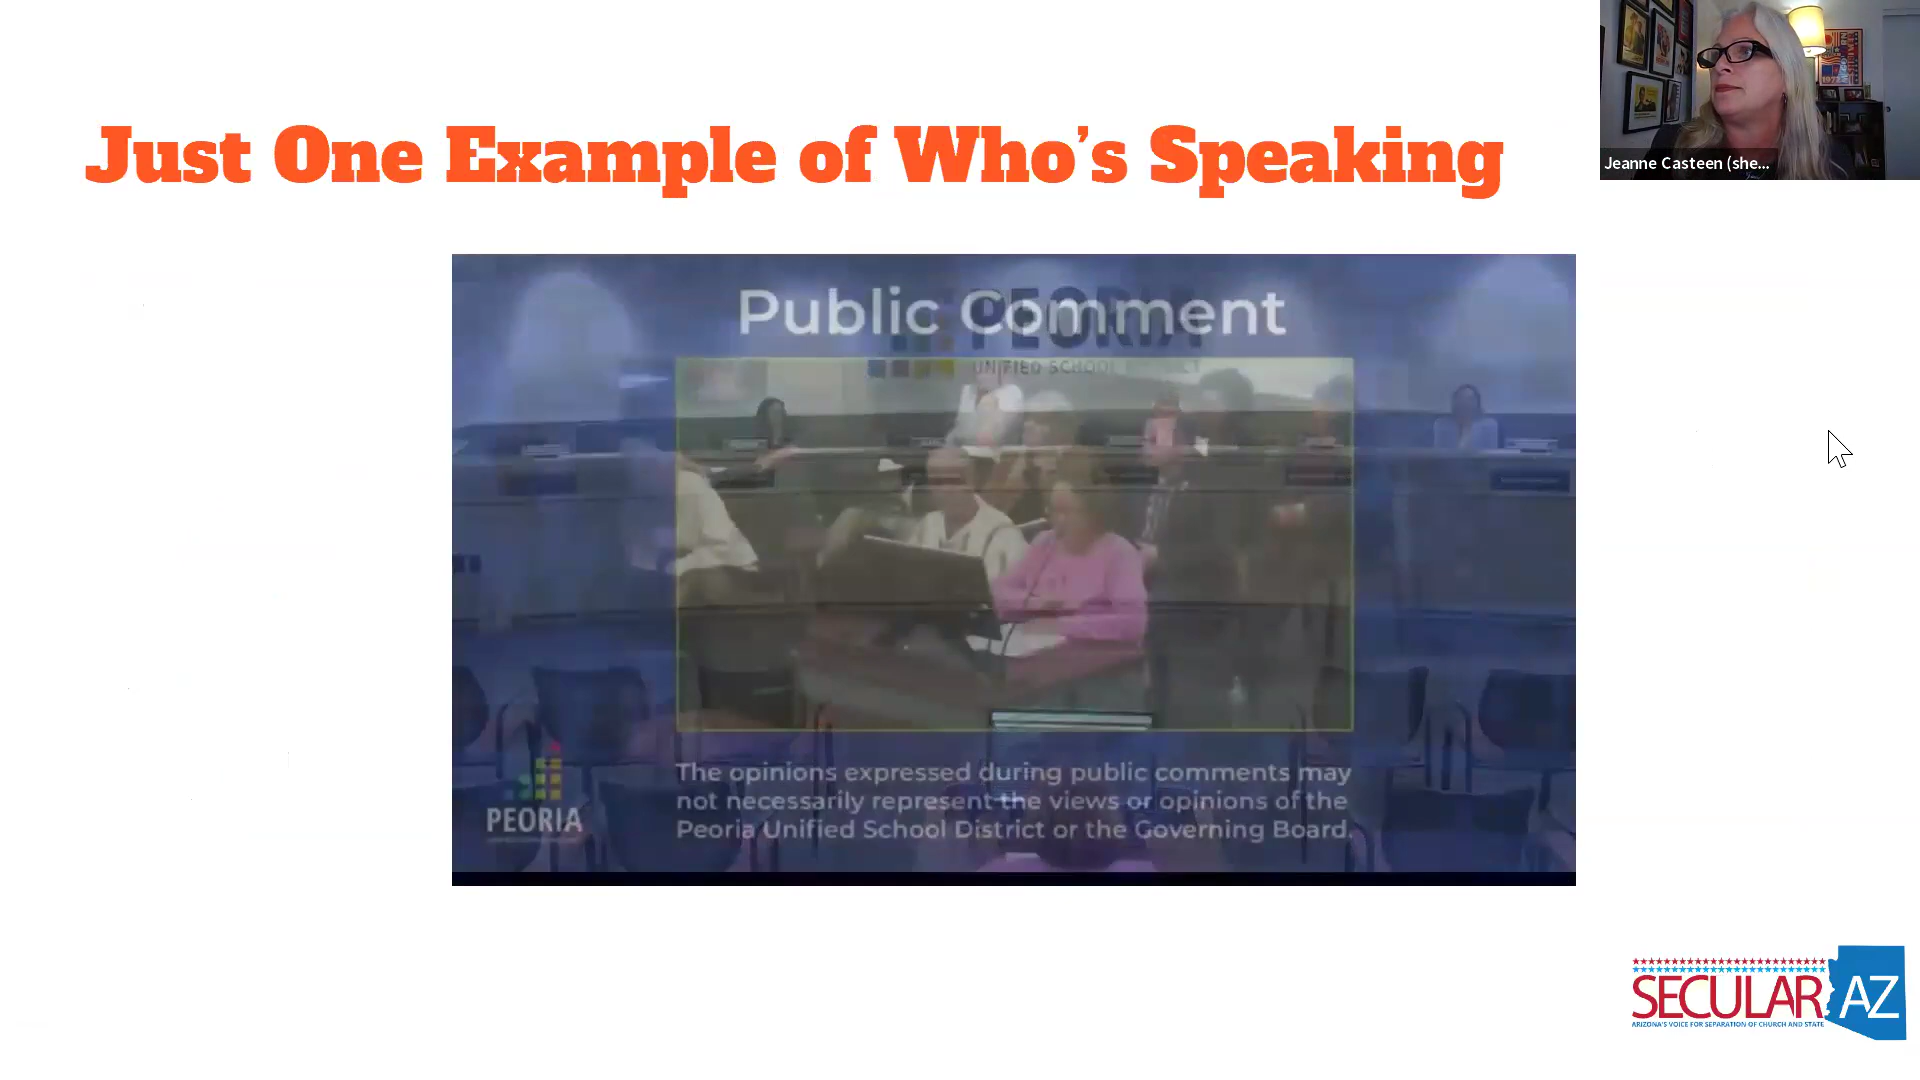 Just One Example of Who's Speaking
Jeanne Casteen (she...
Public Comment
PEORIA
UNIFIED SCHOOL DISTRICT
The opinions expressed during public comments may
not necessarily represent the views or opinions of the
Peoria Unified School District or the Governing Board.
PEORIA
SECULAR AZ
ARIZONA'S VOICE FOR SEPARATION OF CHURCH AND STATE